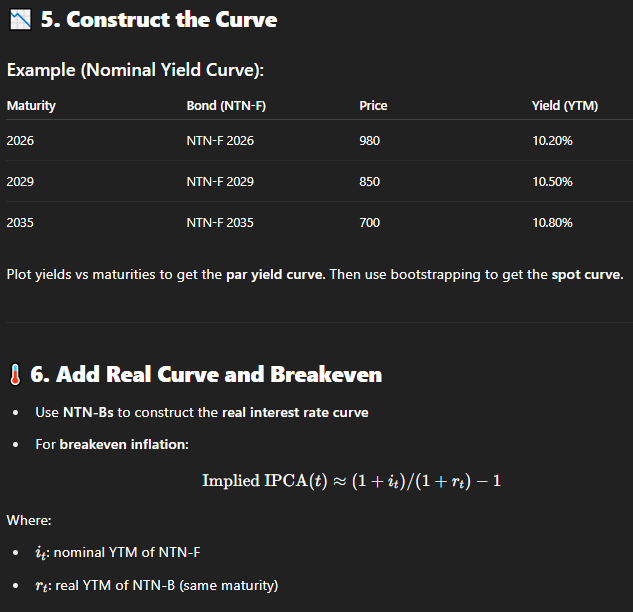 5. Construct the Curve
Example (Nominal Yield Curve):
Maturity Bond (NTN-F) Price Yield (YTM)
2026 NTN-F 2026 980 10.20%
2029 NTN-F 2029 850 10.50%
2035 NTN-F 2035 700 10.80%
Plot yields vs maturities to get the par yield curve. Then use bootstrapping to get the spot curve.
6. Add Real Curve and Breakeven
• Use NTN-Bs to construct the real interest rate curve
• For breakeven inflation:
Implied IPCA(t) ≈ (1 + i_t)/(1 + r_t) − 1
Where:
• i_t: nominal YTM of NTN-F
• r_t: real YTM of NTN-B (same maturity)